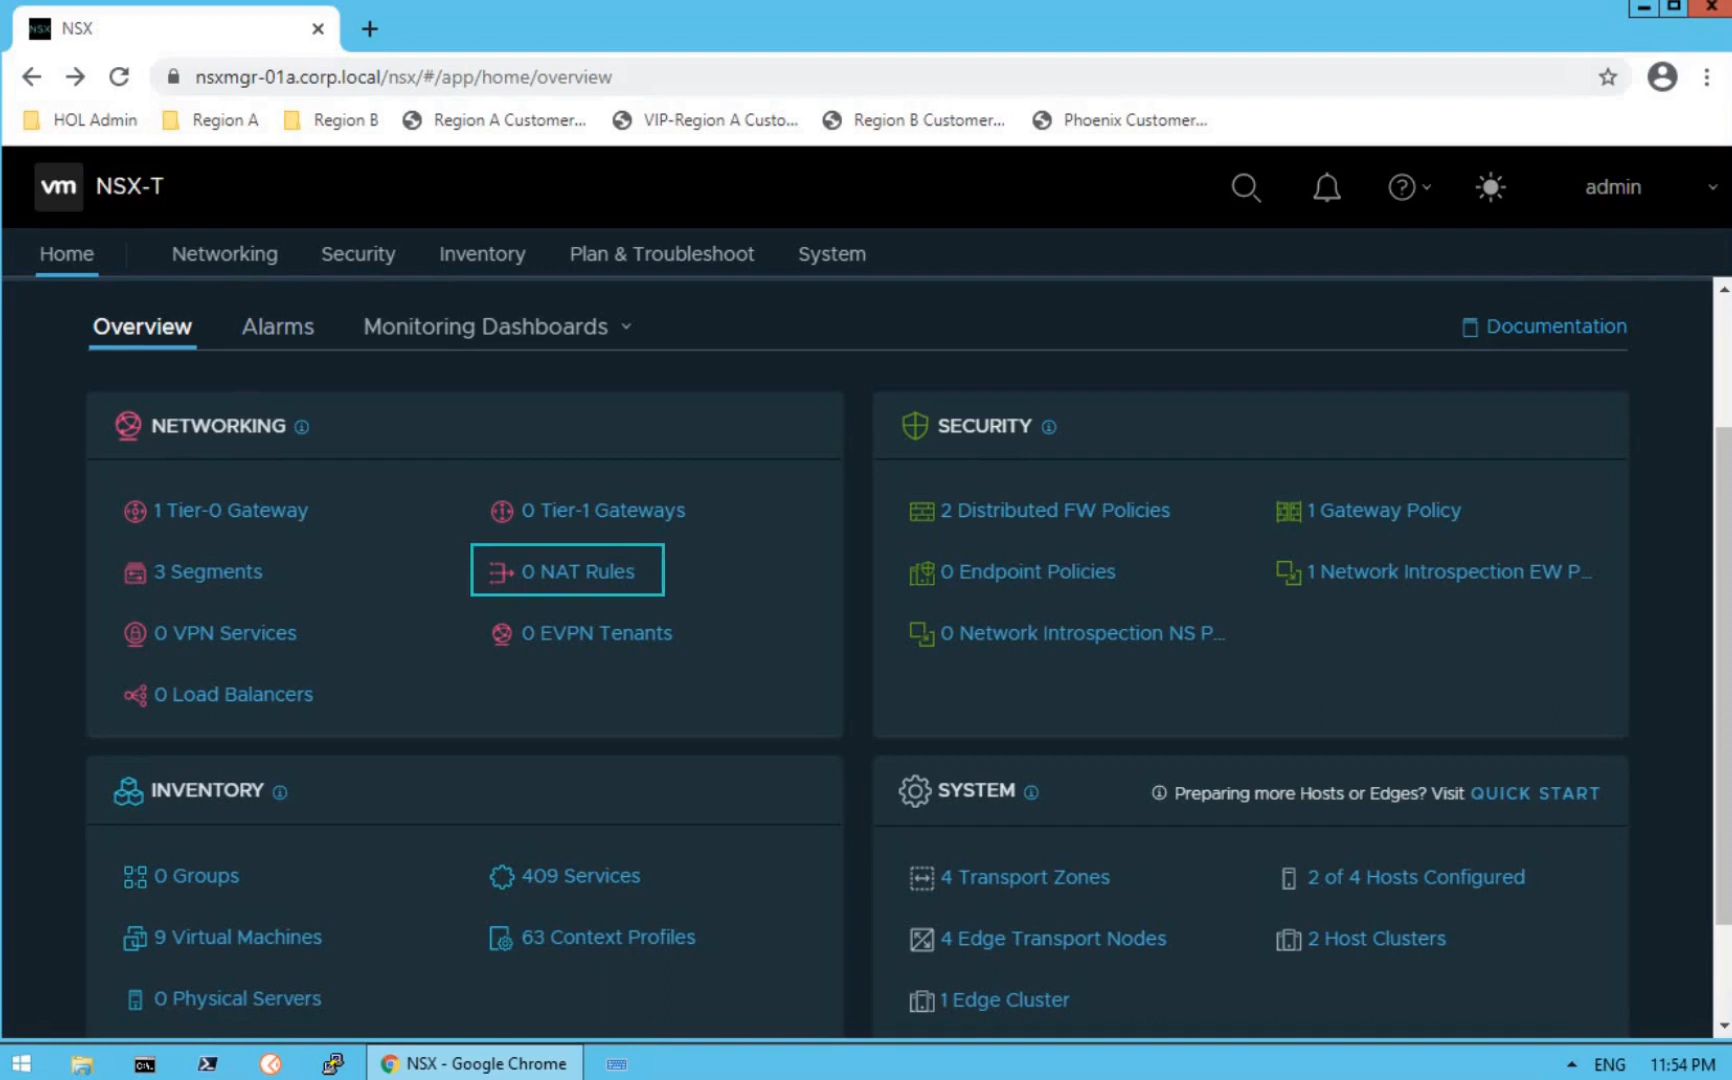 NSX
nsxmgr-01a.corp.local/nsx/#/app/home/overview
HOL Admin Region A Region B Region A Customer... VIP-Region A Custo... Region B Customer... Phoenix Customer...
vm NSX-T admin
Home Networking Security Inventory Plan & Troubleshoot System
Overview Alarms Monitoring Dashboards Documentation
NETWORKING
1 Tier-0 Gateway 0 Tier-1 Gateways
3 Segments 0 NAT Rules
0 VPN Services 0 EVPN Tenants
0 Load Balancers
SECURITY
2 Distributed FW Policies 1 Gateway Policy
0 Endpoint Policies 1 Network Introspection EW P...
0 Network Introspection NS P...
INVENTORY
0 Groups 409 Services
9 Virtual Machines 63 Context Profiles
0 Physical Servers
SYSTEM Preparing more Hosts or Edges? Visit QUICK START
4 Transport Zones 2 of 4 Hosts Configured
4 Edge Transport Nodes 2 Host Clusters
1 Edge Cluster
NSX - Google Chrome ENG 11:54 PM